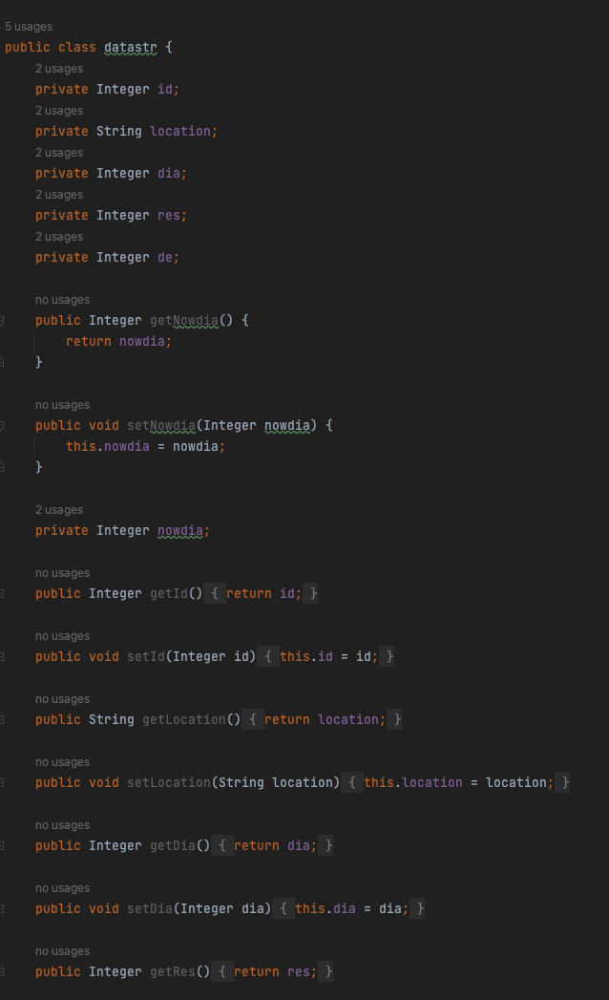 5 usages
public class datastr {
2 usages
private Integer id;
2 usages
private String location;
2 usages
private Integer dia;
2 usages
private Integer res;
2 usages
private Integer de;
no usages
public Integer getNowdia() {
return nowdia;
}
no usages
public void setNowdia(Integer nowdia) {
this.nowdia = nowdia;
}
2 usages
private Integer nowdia;
no usages
public Integer getId() { return id; }
no usages
public void setId(Integer id) { this.id = id; }
no usages
public String getLocation() { return location; }
no usages
public void setLocation(String location) { this.location = location; }
no usages
public Integer getDia() { return dia; }
no usages
public void setDia(Integer dia) { this.dia = dia; }
no usages
public Integer getRes() { return res; }